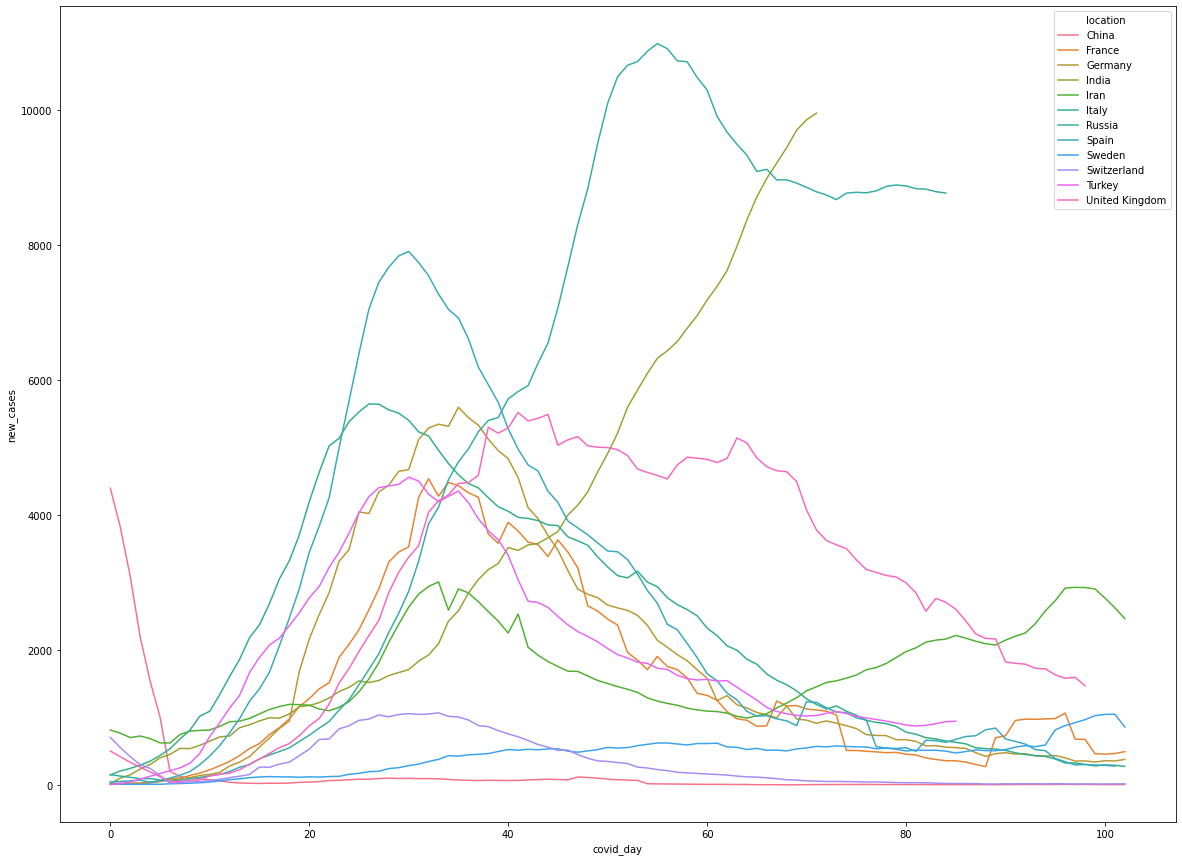 location
China
France
Germany
India
Iran
Italy
Russia
Spain
Sweden
Switzerland
Turkey
United Kingdom
10000
8000
6000
4000
2000
0
new_cases
0 20 40 60 80 100
covid_day